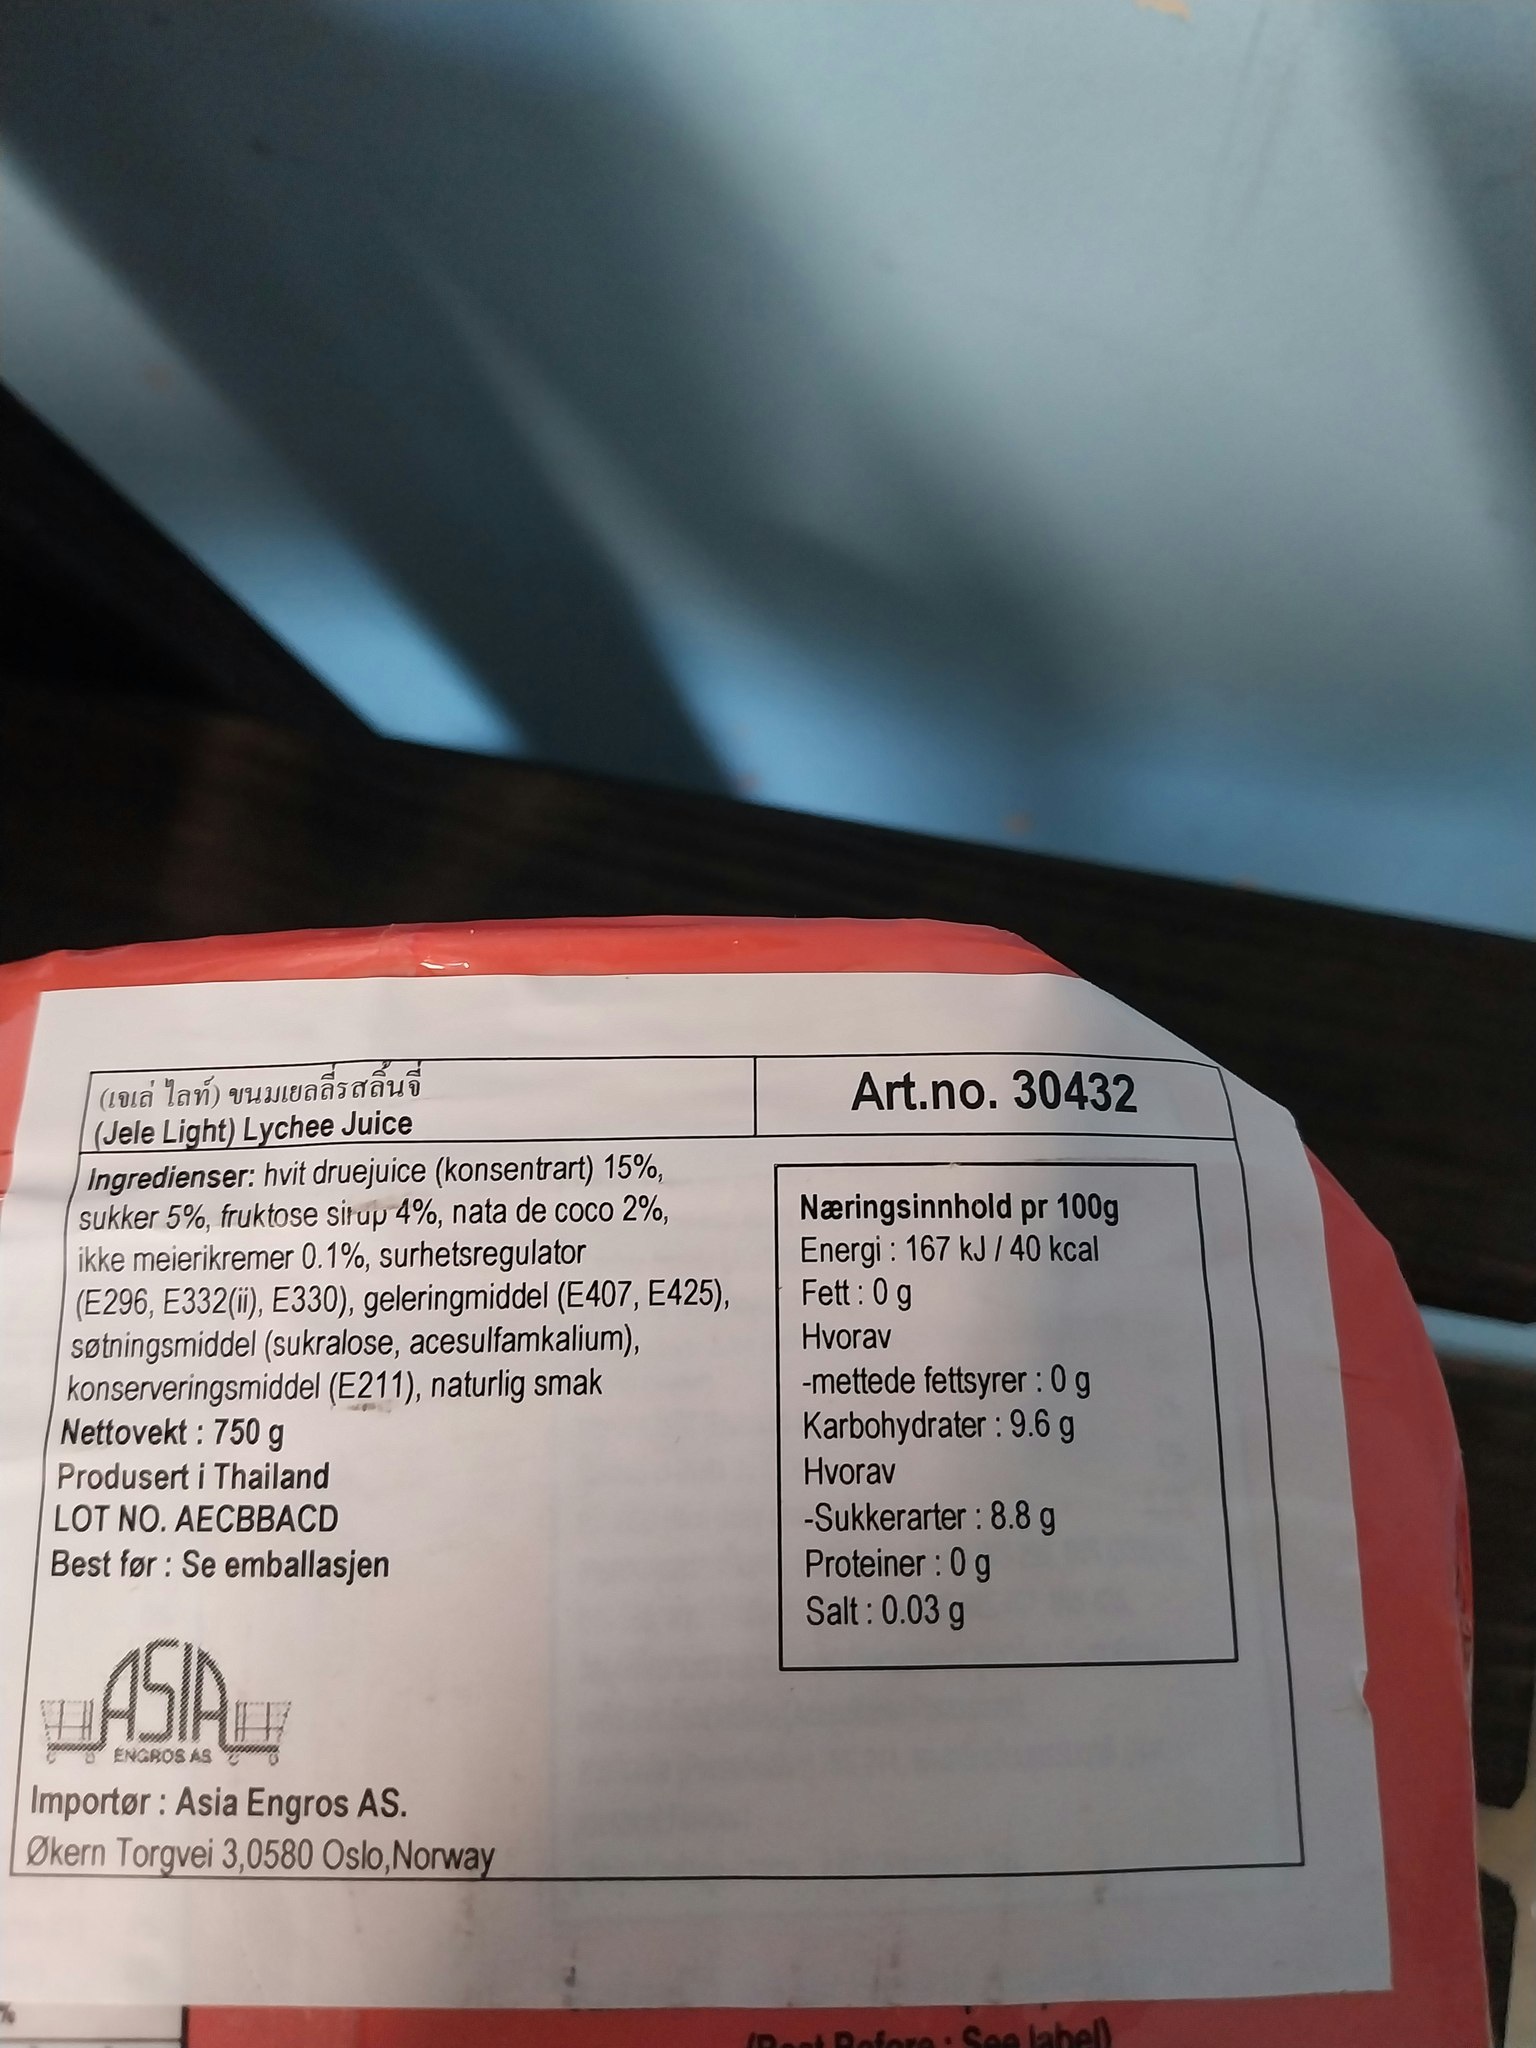 (เจเล่ ไลท์) ขนมเยลลี่รสลิ้นจี่
(Jele Light) Lychee Juice
Art.no. 30432
Ingredienser: hvit druejuice (konsentrart) 15%,
sukker 5%, fruktose sirup 4%, nata de coco 2%,
ikke meierikremer 0.1%, surhetsregulator
(E296, E332(ii), E330), geleringmiddel (E407, E425),
søtningsmiddel (sukralose, acesulfamkalium),
konserveringsmiddel (E211), naturlig smak
Nettovekt : 750 g
Produsert i Thailand
LOT NO. AECBBACD
Best før : Se emballasjen
ASIA
ENGROS AS
Importør : Asia Engros AS.
Økern Torgvei 3,0580 Oslo,Norway
Næringsinnhold pr 100g
Energi : 167 kJ / 40 kcal
Fett : 0 g
Hvorav
-mettede fettsyrer : 0 g
Karbohydrater : 9.6 g
Hvorav
-Sukkerarter : 8.8 g
Proteiner : 0 g
Salt : 0.03 g
%
(Best Before : See label)